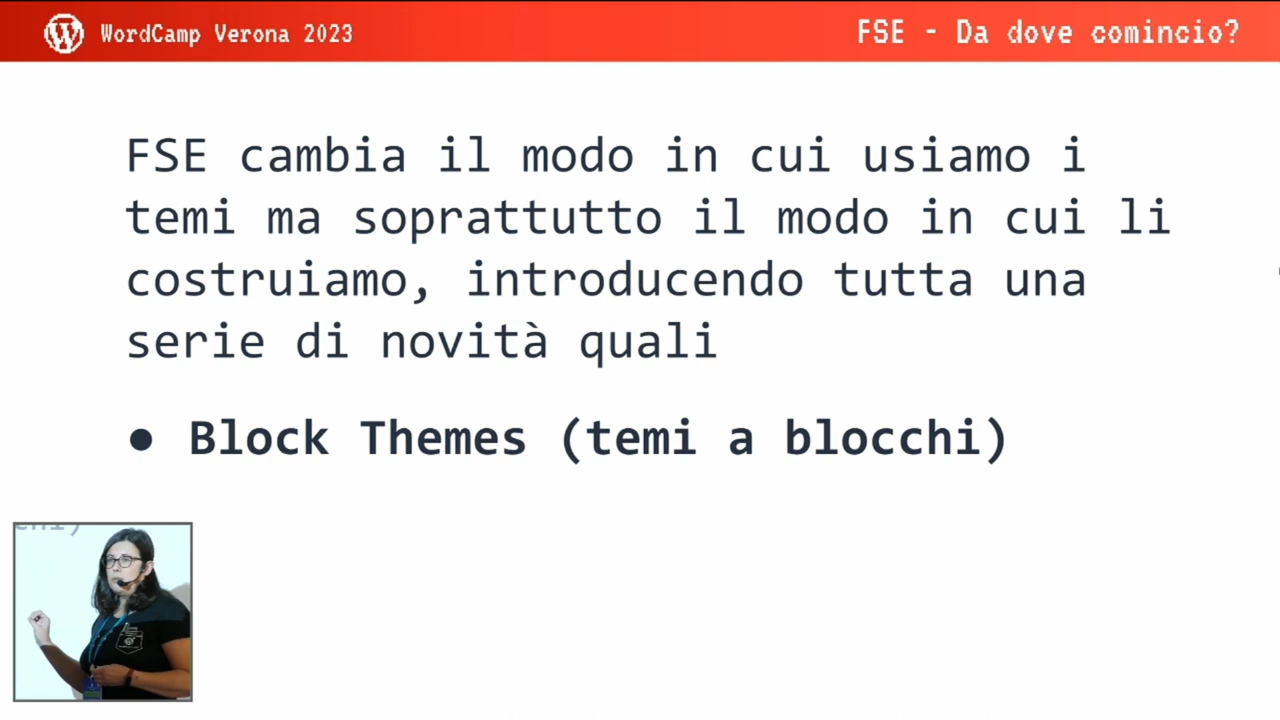 WordCamp Verona 2023
FSE - Da dove comincio?
FSE cambia il modo in cui usiamo i
temi ma soprattutto il modo in cui li
costruiamo, introducendo tutta una
serie di novità quali
● Block Themes (temi a blocchi)